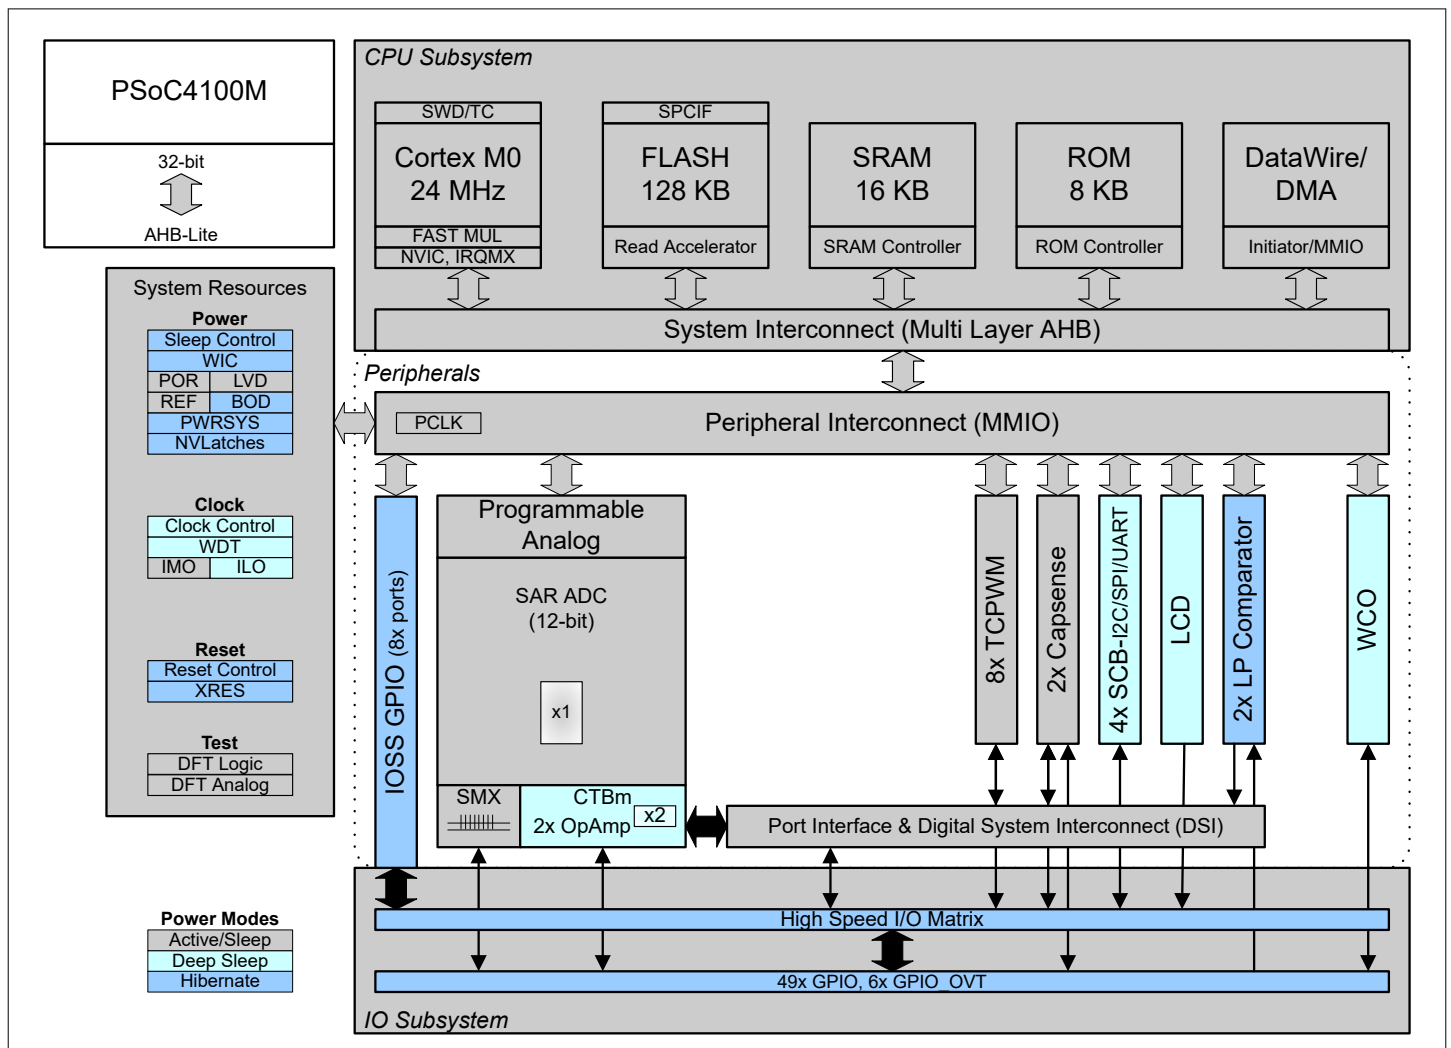 PSoC4100M
32-bit
AHB-Lite
CPU Subsystem
SWD/TC
Cortex M0
24 MHz
FAST MUL
NVIC, IRQMX
SPCIF
FLASH
128 KB
Read Accelerator
SRAM
16 KB
SRAM Controller
ROM
8 KB
ROM Controller
DataWire/
DMA
Initiator/MMIO
System Interconnect (Multi Layer AHB)
System Resources
Power
Sleep Control
WIC
POR LVD
REF BOD
PWRSYS
NVLatches
Clock
Clock Control
WDT
IMO ILO
Reset
Reset Control
XRES
Test
DFT Logic
DFT Analog
Peripherals
PCLK
Peripheral Interconnect (MMIO)
IOSS GPIO (8x ports)
Programmable
Analog
SAR ADC
(12-bit)
x1
SMX
CTBm
2x OpAmp
x2
8x TCPWM
2x Capsense
4x SCB-I2C/SPI/UART
LCD
2x LP Comparator
WCO
Port Interface & Digital System Interconnect (DSI)
Power Modes
Active/Sleep
Deep Sleep
Hibernate
High Speed I/O Matrix
49x GPIO, 6x GPIO_OVT
IO Subsystem